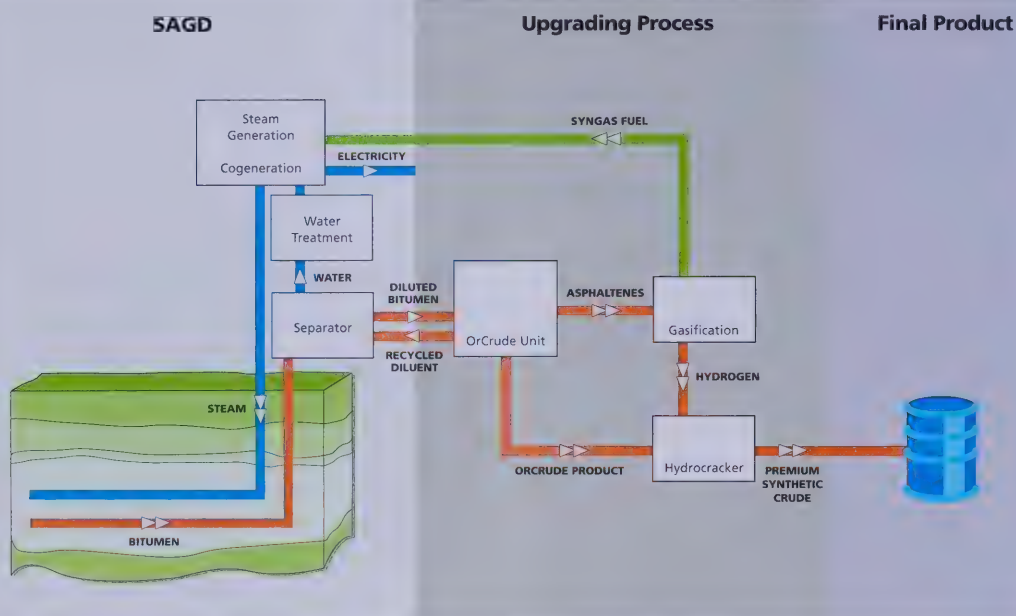 SAGD
Upgrading Process
Final Product
Steam
Generation
Cogeneration
SYNGAS FUEL
ELECTRICITY
Water
Treatment
WATER
Separator
DILUTED
BITUMEN
RECYCLED
DILUENT
OrCrude Unit
ASPHALTENES
Gasification
HYDROGEN
STEAM
ORCRUDE PRODUCT
Hydrocracker
PREMIUM
SYNTHETIC
CRUDE
BITUMEN